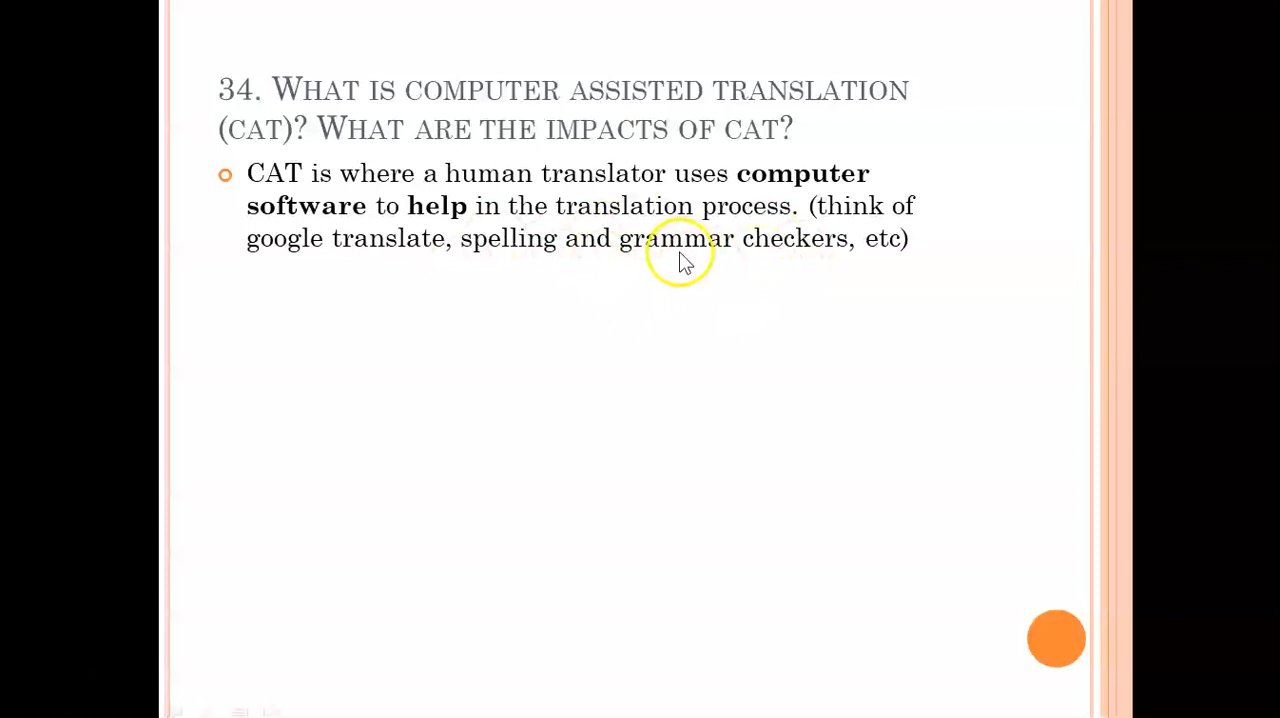 34. WHAT IS COMPUTER ASSISTED TRANSLATION
(CAT)? WHAT ARE THE IMPACTS OF CAT?
CAT is where a human translator uses computer
software to help in the translation process. (think of
google translate, spelling and grammar checkers, etc)